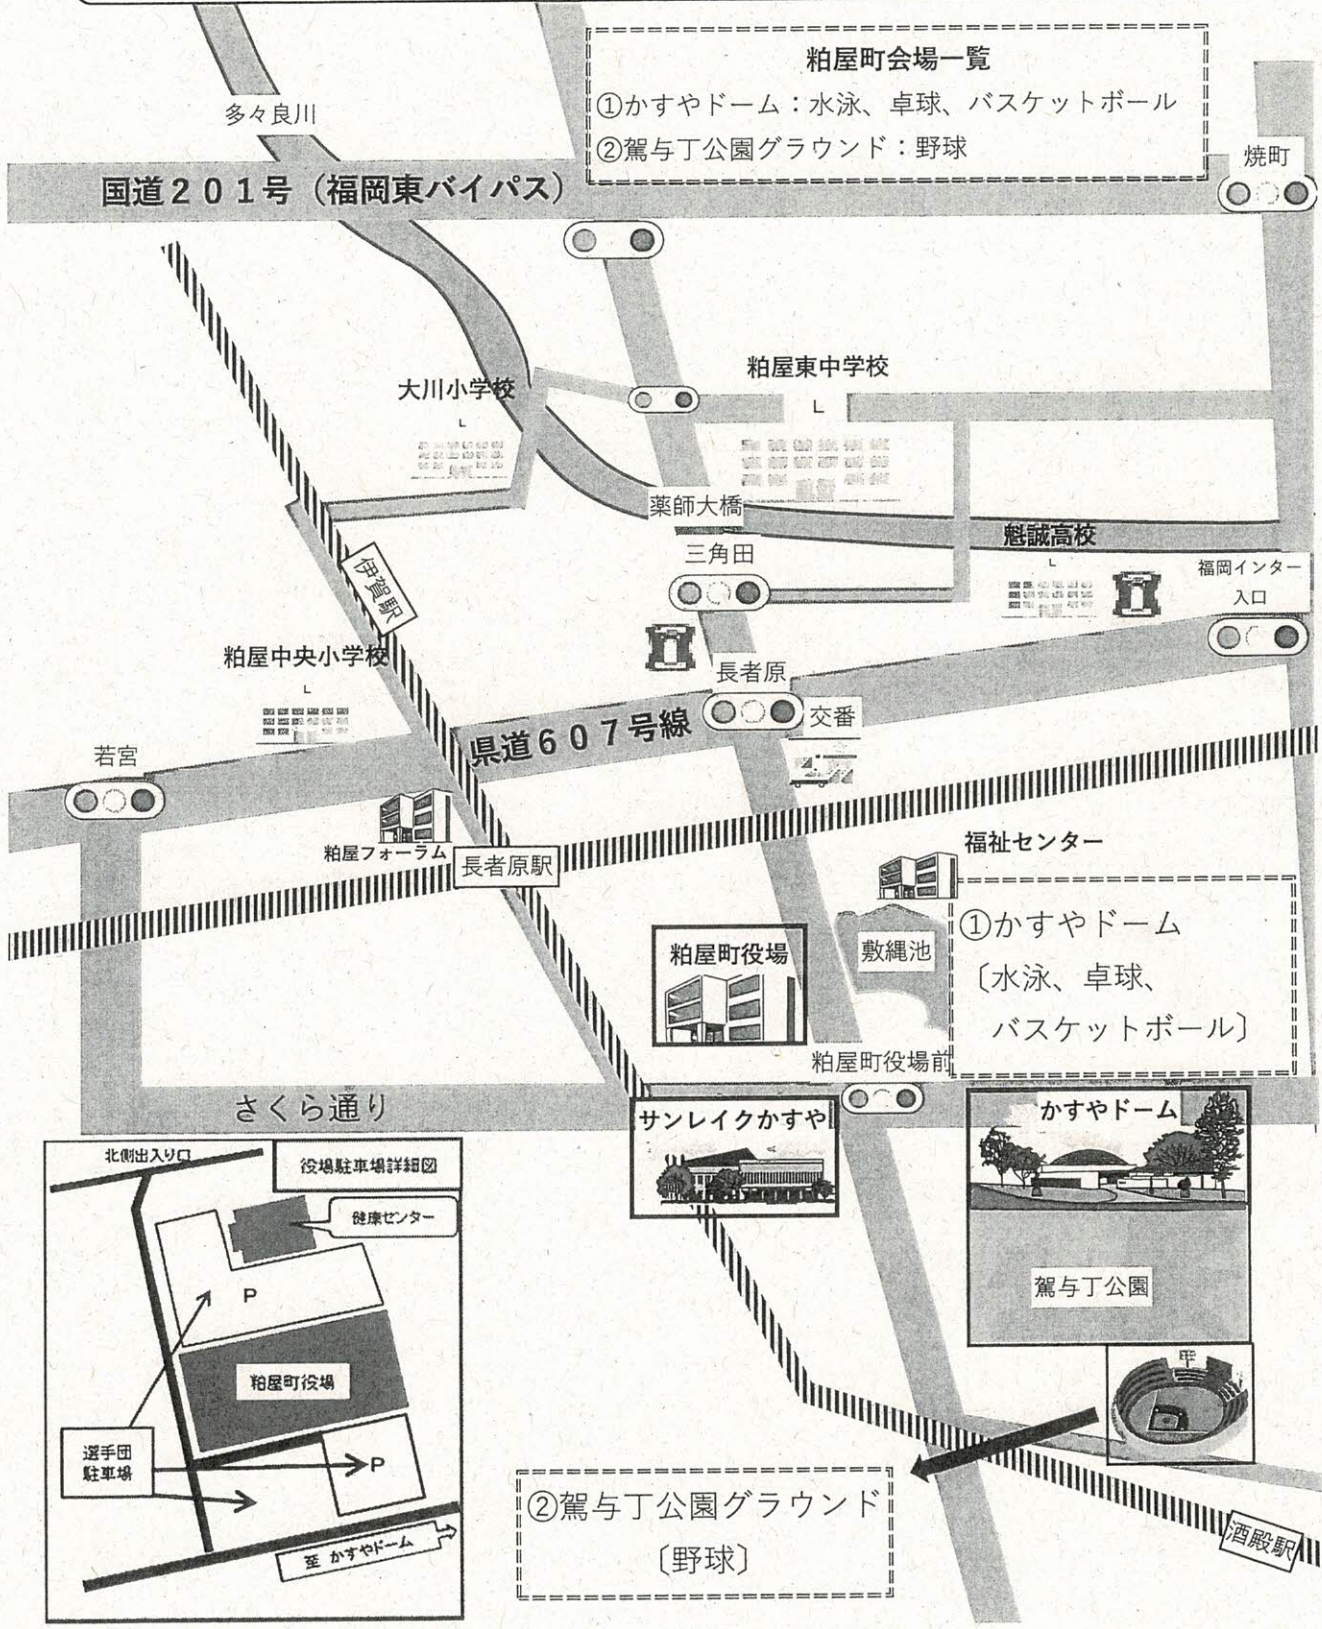 粕屋町会場一覧
①かすやドーム：水泳、卓球、バスケットボール
②駕与丁公園グラウンド：野球
多々良川
焼町
国道２０１号（福岡東バイパス）
粕屋東中学校
大川小学校
薬師大橋
魁誠高校
三角田
福岡インター
入口
伊賀駅
粕屋中央小学校
長者原
交番
県道６０７号線
若宮
福祉センター
粕屋フォーラム
長者原駅
①かすやドーム
〔水泳、卓球、
バスケットボール〕
粕屋町役場
敷縄池
粕屋町役場前
さくら通り
サンレイクかすや
かすやドーム
駕与丁公園
北側出入り口
役場駐車場詳細図
健康センター
P
粕屋町役場
選手団
駐車場
P
至 かすやドーム
②駕与丁公園グラウンド
〔野球〕
酒殿駅